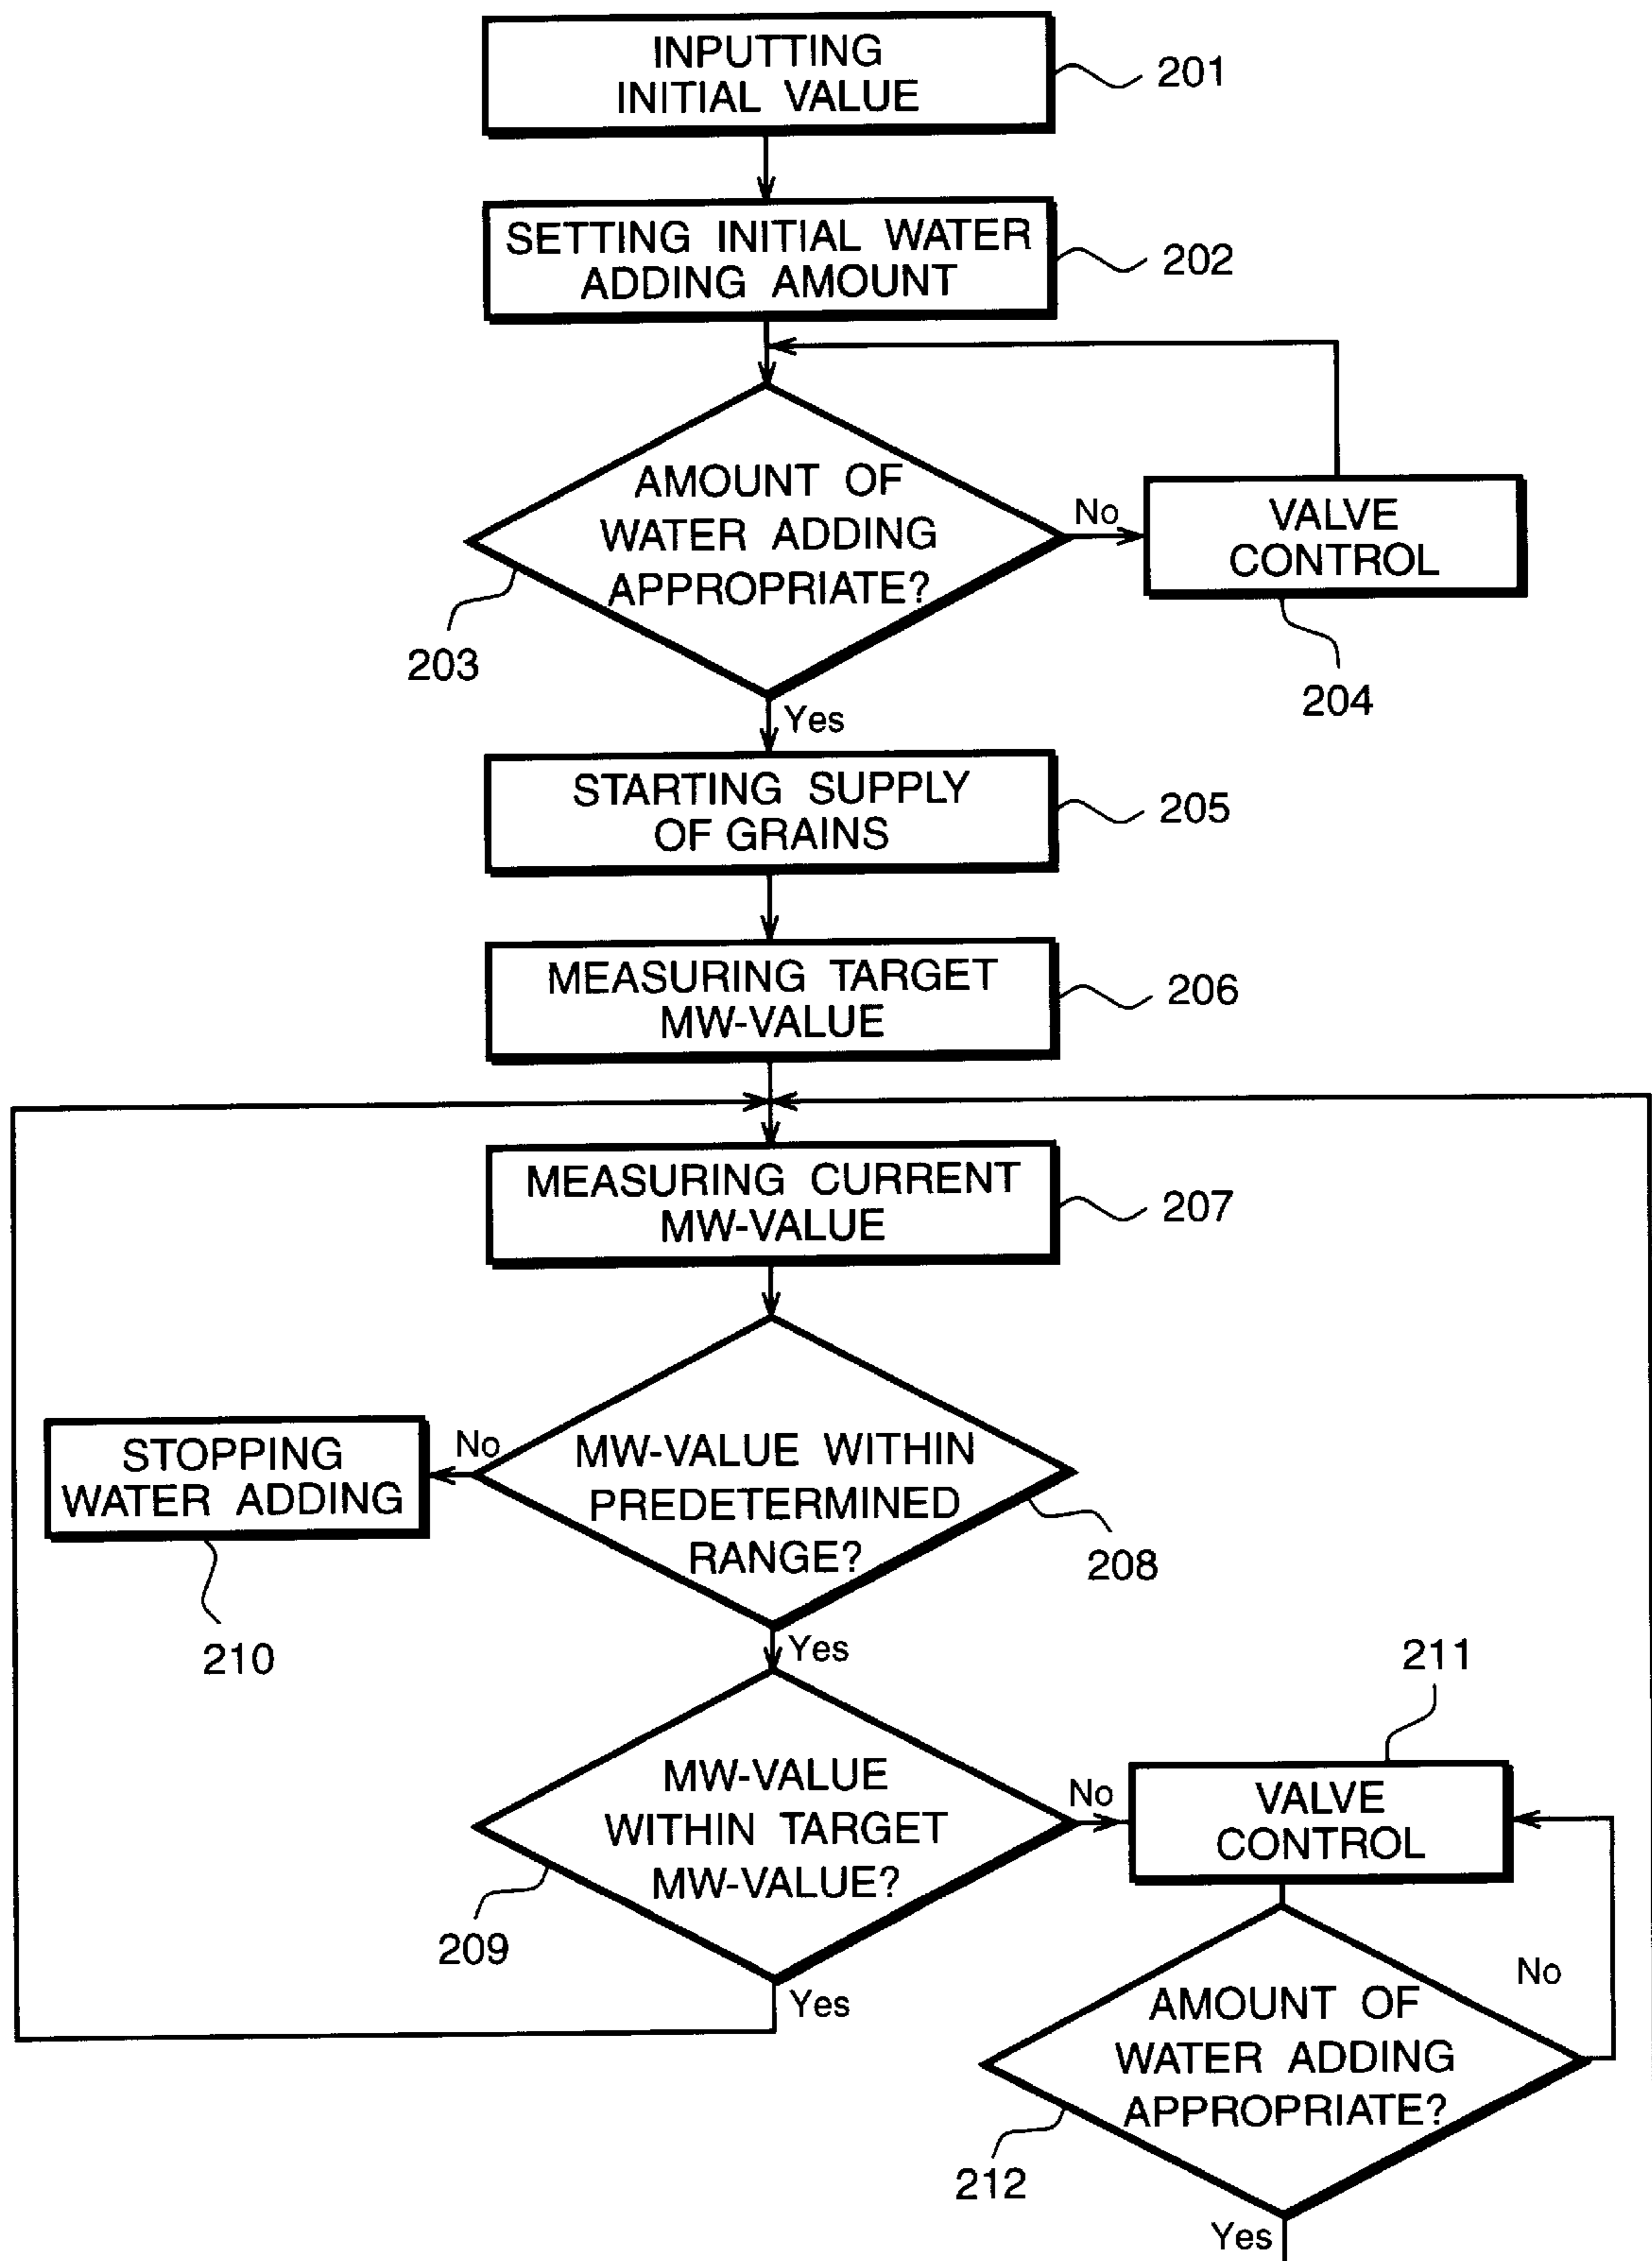 INPUTTING
INITIAL VALUE
201
SETTING INITIAL WATER
ADDING AMOUNT
202
AMOUNT OF
WATER ADDING
APPROPRIATE?
203
No
VALVE
CONTROL
204
Yes
STARTING SUPPLY
OF GRAINS
205
MEASURING TARGET
MW-VALUE
206
MEASURING CURRENT
MW-VALUE
207
MW-VALUE WITHIN
PREDETERMINED
RANGE?
208
No
STOPPING
WATER ADDING
210
Yes
MW-VALUE
WITHIN TARGET
MW-VALUE?
209
No
211
VALVE
CONTROL
Yes
AMOUNT OF
WATER ADDING
APPROPRIATE?
212
No
Yes